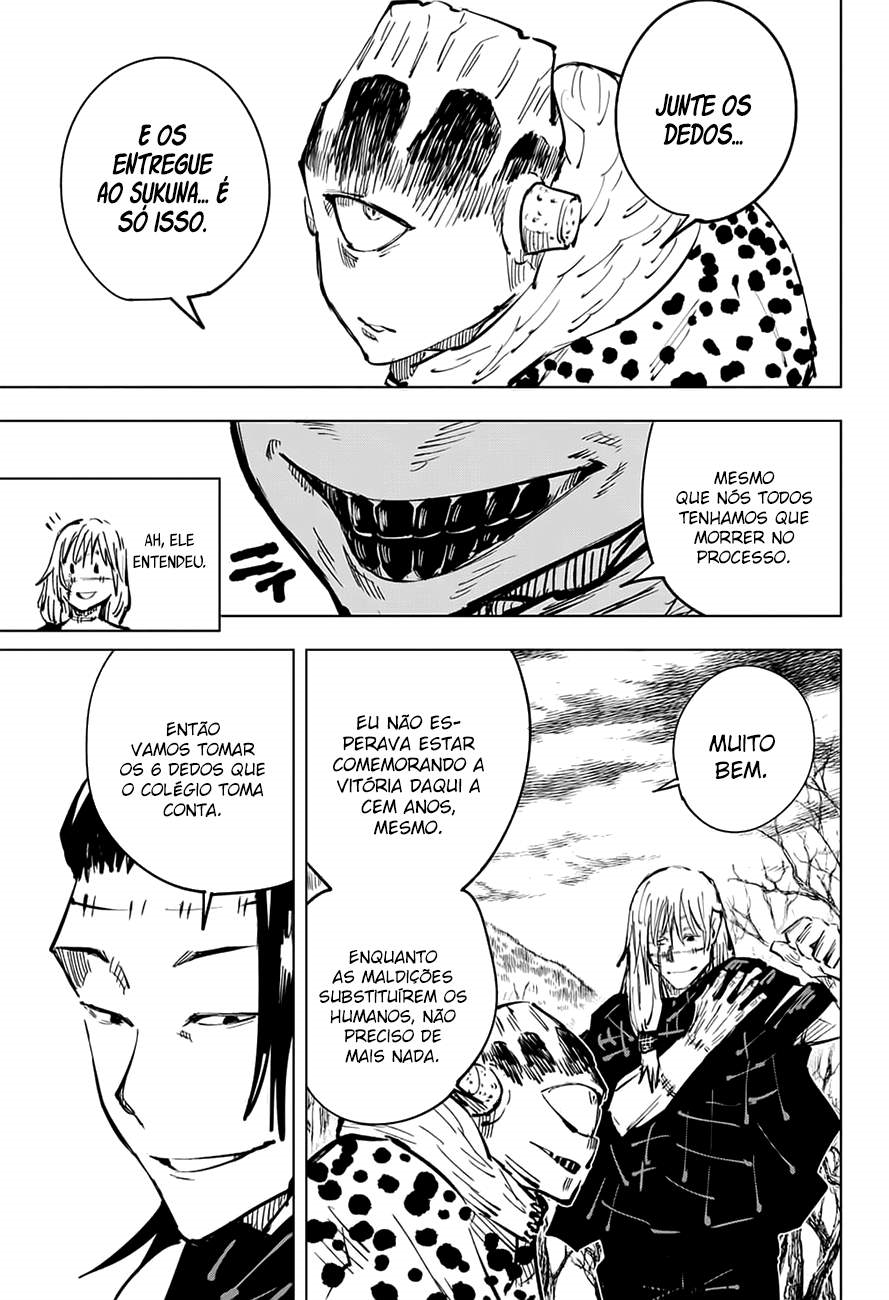 JUNTE OS
DEDOS...
E OS
ENTREGUE
AO SUKUNA... É
SÓ ISSO.
MESMO
QUE NÓS TODOS
TENHAMOS QUE
MORRER NO
PROCESSO.
ニイ
AH, ELE
ENTENDEU.
MUITO
BEM.
EU NÃO ES-
PERAVA ESTAR
COMEMORANDO A
VITÓRIA DAQUI A
CEM ANOS,
MESMO.
ENQUANTO
AS MALDIÇÕES
SUBSTITUÍREM OS
HUMANOS, NÃO
PRECISO DE
MAIS NADA.
ENTÃO
VAMOS TOMAR
OS 6 DEDOS QUE
O COLÉGIO TOMA
CONTA.